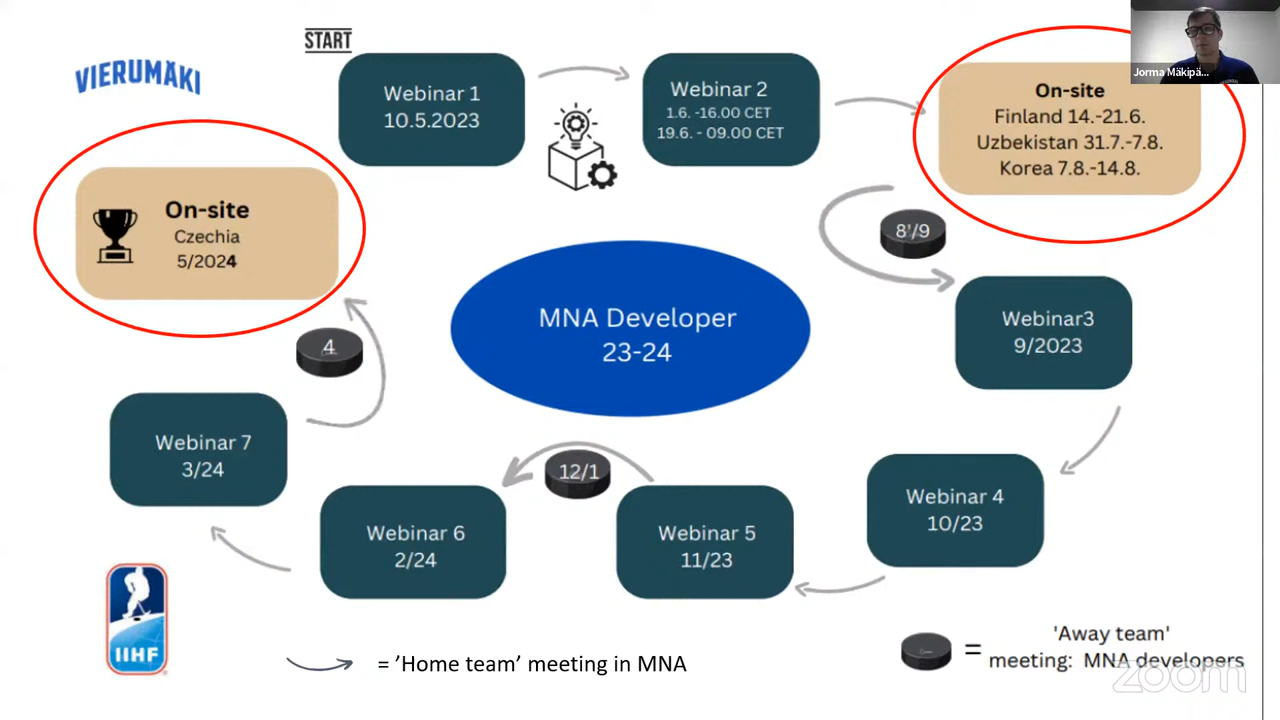 START
VIERUMÄKI
Webinar 1
10.5.2023
Webinar 2
1.6. -16.00 CET
19.6. - 09.00 CET
Jorma Mäkipä...
On-site
Finland 14.-21.6.
Uzbekistan 31.7.-7.8.
Korea 7.8.-14.8.
On-site
Czechia
5/2024
8'/9
MNA Developer
23-24
Webinar3
9/2023
4
Webinar 7
3/24
12/1
Webinar 6
2/24
Webinar 5
11/23
Webinar 4
10/23
IIHF
= ’Home team’ meeting in MNA
= 'Away team'
meeting: MNA developers
zoom